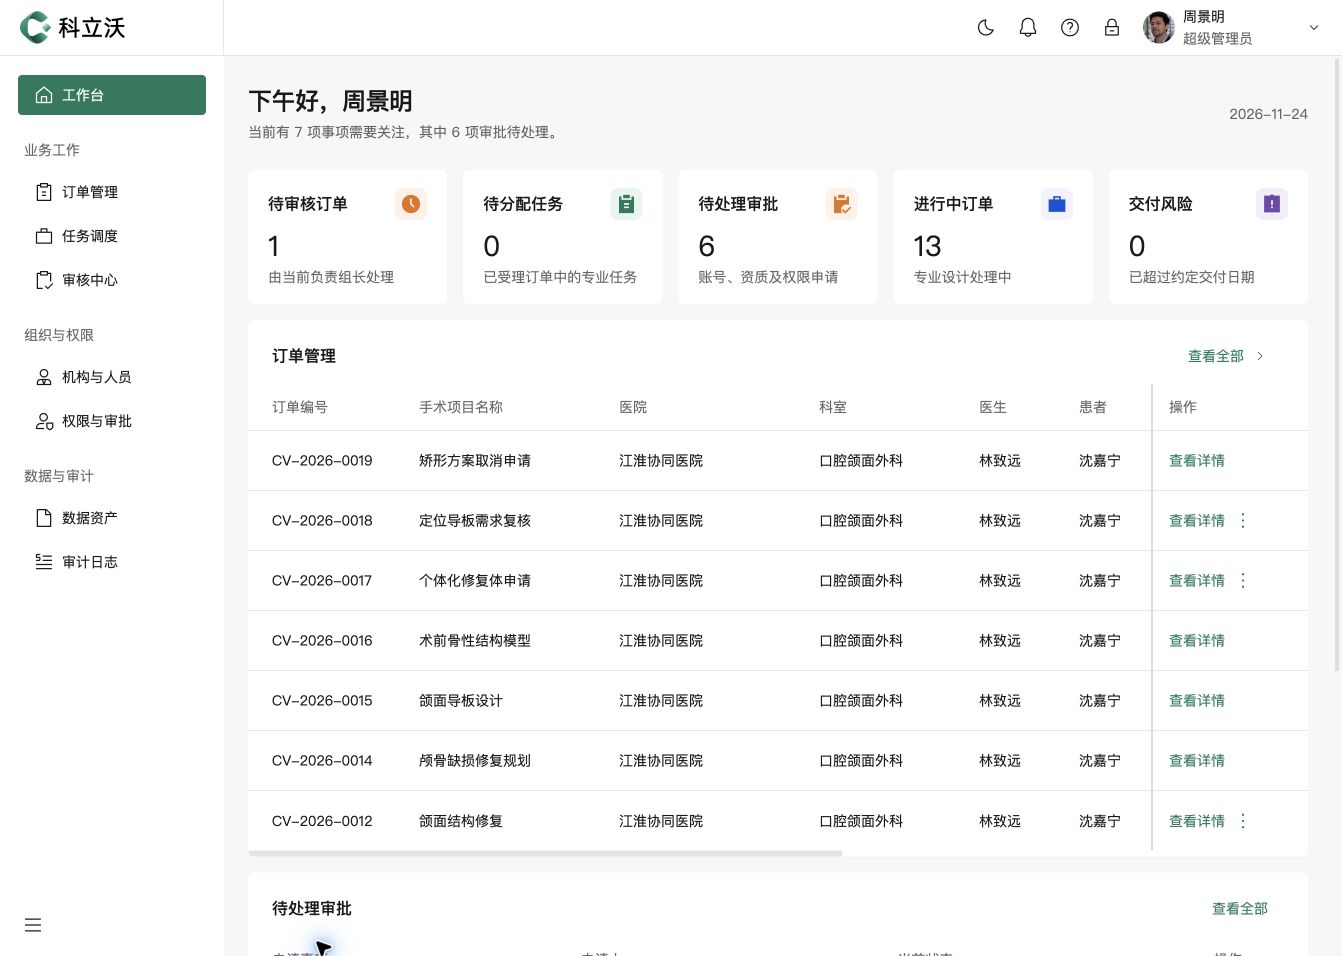 科立沃
周景明
超级管理员
工作台
业务工作
订单管理
任务调度
审核中心
组织与权限
机构与人员
权限与审批
数据与审计
数据资产
审计日志
下午好，周景明
当前有 7 项事项需要关注，其中 6 项审批待处理。
2026-11-24
待审核订单
1
由当前负责组长处理
待分配任务
0
已受理订单中的专业任务
待处理审批
6
账号、资质及权限申请
进行中订单
13
专业设计处理中
交付风险
0
已超过约定交付日期
订单管理 查看全部
订单编号 手术项目名称 医院 科室 医生 患者 操作
CV-2026-0019 矫形方案取消申请 江淮协同医院 口腔颌面外科 林致远 沈嘉宁 查看详情
CV-2026-0018 定位导板需求复核 江淮协同医院 口腔颌面外科 林致远 沈嘉宁 查看详情
CV-2026-0017 个体化修复体申请 江淮协同医院 口腔颌面外科 林致远 沈嘉宁 查看详情
CV-2026-0016 术前骨性结构模型 江淮协同医院 口腔颌面外科 林致远 沈嘉宁 查看详情
CV-2026-0015 颌面导板设计 江淮协同医院 口腔颌面外科 林致远 沈嘉宁 查看详情
CV-2026-0014 颅骨缺损修复规划 江淮协同医院 口腔颌面外科 林致远 沈嘉宁 查看详情
CV-2026-0012 颌面结构修复 江淮协同医院 口腔颌面外科 林致远 沈嘉宁 查看详情
待处理审批 查看全部